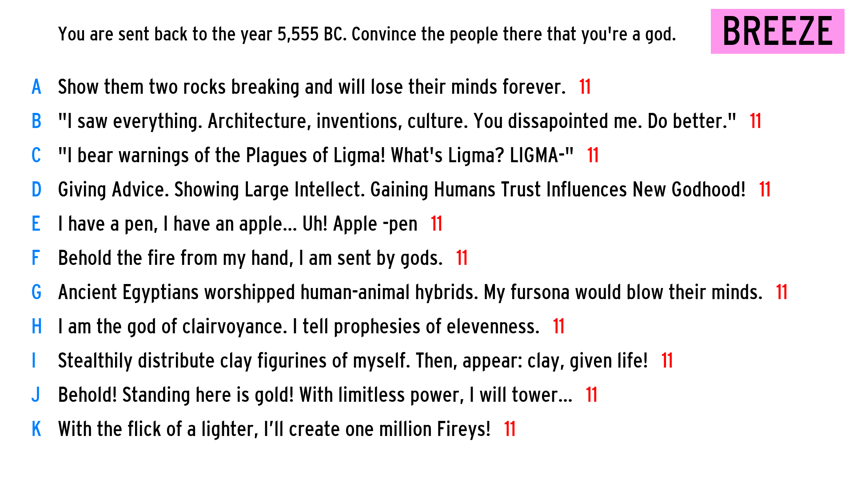 You are sent back to the year 5,555 BC. Convince the people there that you're a god.
BREEZE
A Show them two rocks breaking and will lose their minds forever. 11
B "I saw everything. Architecture, inventions, culture. You dissapointed me. Do better." 11
C "I bear warnings of the Plagues of Ligma! What's Ligma? LIGMA-" 11
D Giving Advice. Showing Large Intellect. Gaining Humans Trust Influences New Godhood! 11
E I have a pen, I have an apple... Uh! Apple -pen 11
F Behold the fire from my hand, I am sent by gods. 11
G Ancient Egyptians worshipped human-animal hybrids. My fursona would blow their minds. 11
H I am the god of clairvoyance. I tell prophesies of elevenness. 11
I Stealthily distribute clay figurines of myself. Then, appear: clay, given life! 11
J Behold! Standing here is gold! With limitless power, I will tower... 11
K With the flick of a lighter, I’ll create one million Fireys! 11